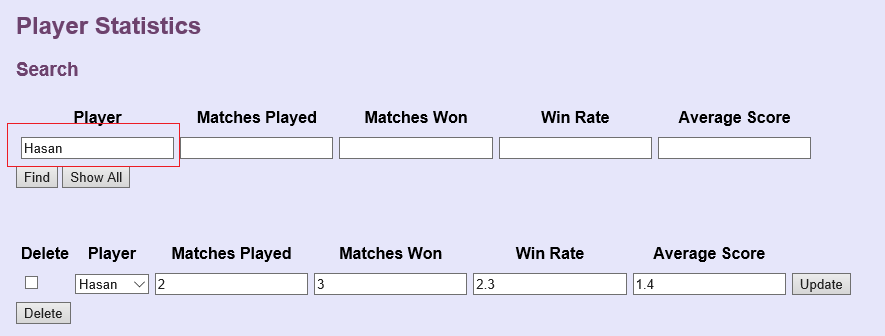 Player Statistics
Search
Player Matches Played Matches Won Win Rate Average Score
Hasan
Find Show All
Delete Player Matches Played Matches Won Win Rate Average Score
Hasan 2 3 2.3 1.4 Update
Delete